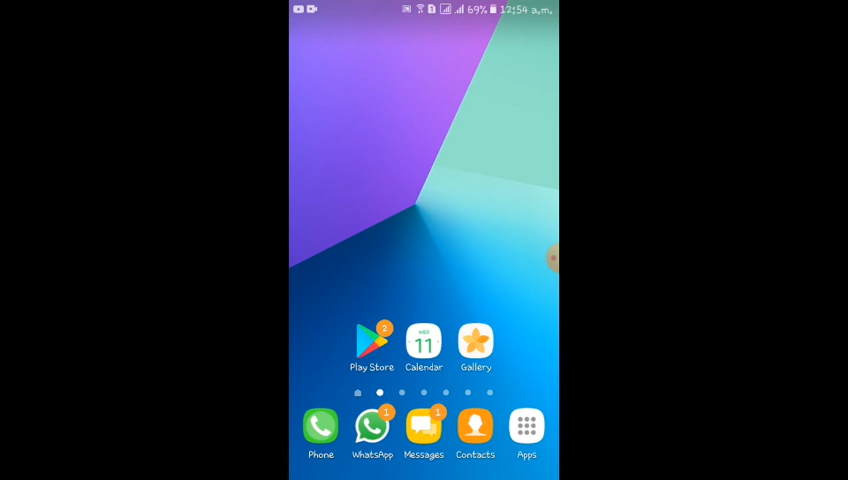 69% 12:54 a.m.
2
WED
11
Play Store Calendar Gallery
1 1
Phone WhatsApp Messages Contacts Apps